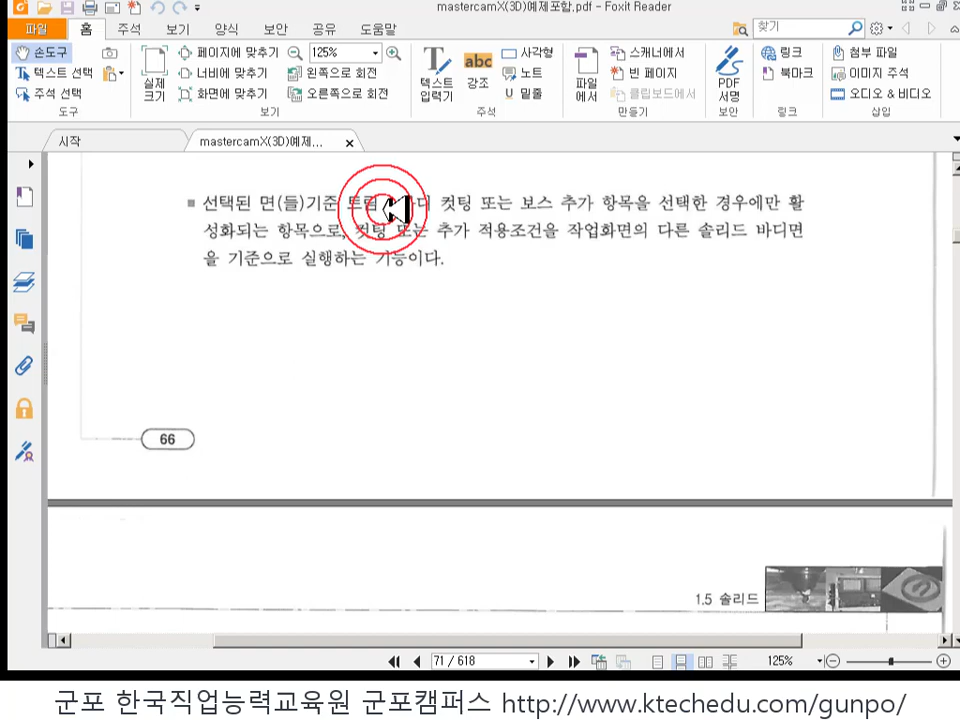 mastercamX(3D)예제포함.pdf - Foxit Reader
파일 홈 주석 보기 양식 보안 공유 도움말 찾기
손도구 페이지에 맞추기 125% 사각형 스캐너에서 링크 첨부 파일
텍스트 선택 너비에 맞추기 왼쪽으로 회전 노트 빈 페이지 북마크 이미지 주석
주석 선택 실제 크기 화면에 맞추기 오른쪽으로 회전 텍스트 입력기 abc 강조 U 밑줄 파일에서 클립보드에서 PDF 서명 오디오 & 비디오
도구 보기 주석 만들기 보안 링크 삽입
시작 mastercamX(3D)예제...
■ 선택된 면(들)기준 트림 컷팅 또는 보스 추가 항목을 선택한 경우에만 활
성화되는 항목으로, 컷팅 또는 추가 적용조건을 작업화면의 다른 솔리드 바디면
을 기준으로 실행하는 기능이다.
66
1.5 솔리드
71 / 618 125%
군포 한국직업능력교육원 군포캠퍼스 http://www.ktechedu.com/gunpo/